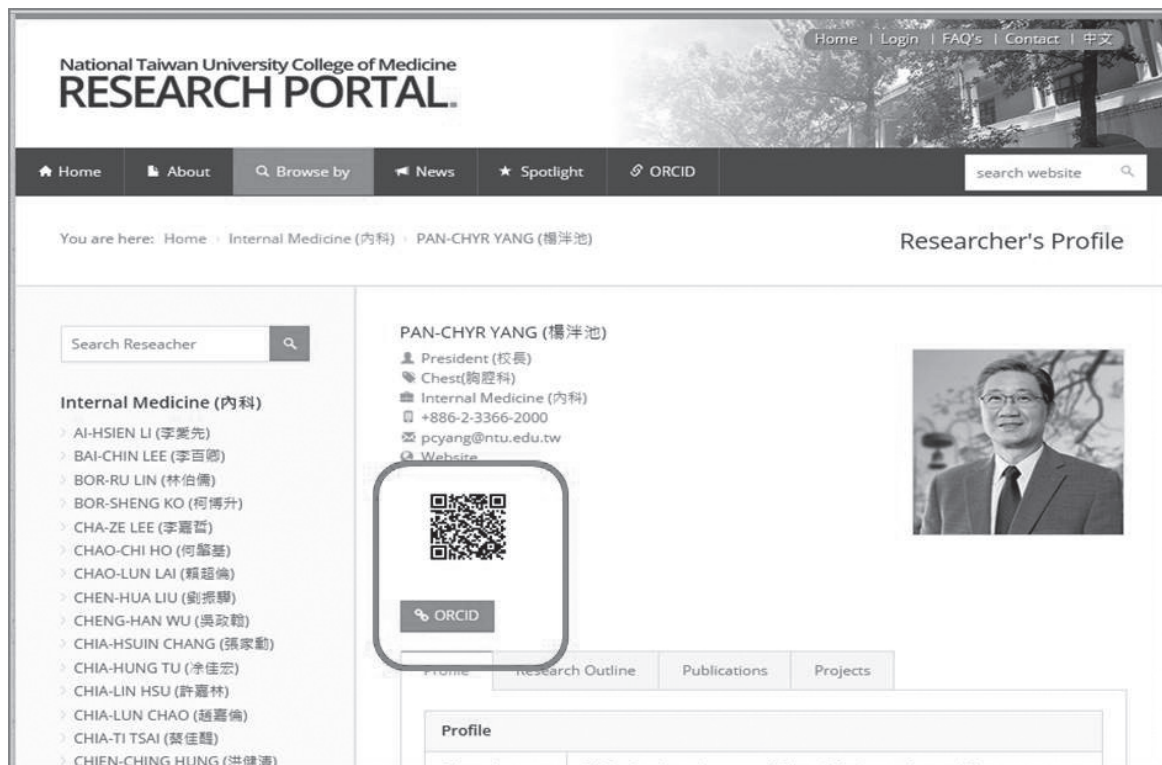 Home | Login | FAQ's | Contact | 中文
National Taiwan University College of Medicine
RESEARCH PORTAL.
Home About Browse by News Spotlight ORCID search website
You are here: Home Internal Medicine (內科) PAN-CHYR YANG (楊泮池)
Researcher's Profile
Search Reseacher
Internal Medicine (內科)
AI-HSIEN LI (李愛先)
BAI-CHIN LEE (李百卿)
BOR-RU LIN (林伯儒)
BOR-SHENG KO (柯博升)
CHA-ZE LEE (李嘉哲)
CHAO-CHI HO (何肇基)
CHAO-LUN LAI (賴超倫)
CHEN-HUA LIU (劉振驊)
CHENG-HAN WU (吳政翰)
CHIA-HSUIN CHANG (張家勳)
CHIA-HUNG TU (涂佳宏)
CHIA-LIN HSU (許嘉林)
CHIA-LUN CHAO (趙嘉倫)
CHIA-TI TSAI (蔡佳醍)
CHIEN-CHING HUNG (洪健清)
PAN-CHYR YANG (楊泮池)
President (校長)
Chest(胸腔科)
Internal Medicine (內科)
+886-2-3366-2000
pcyang@ntu.edu.tw
Website
ORCID
Profile Research Outline Publications Projects
Profile